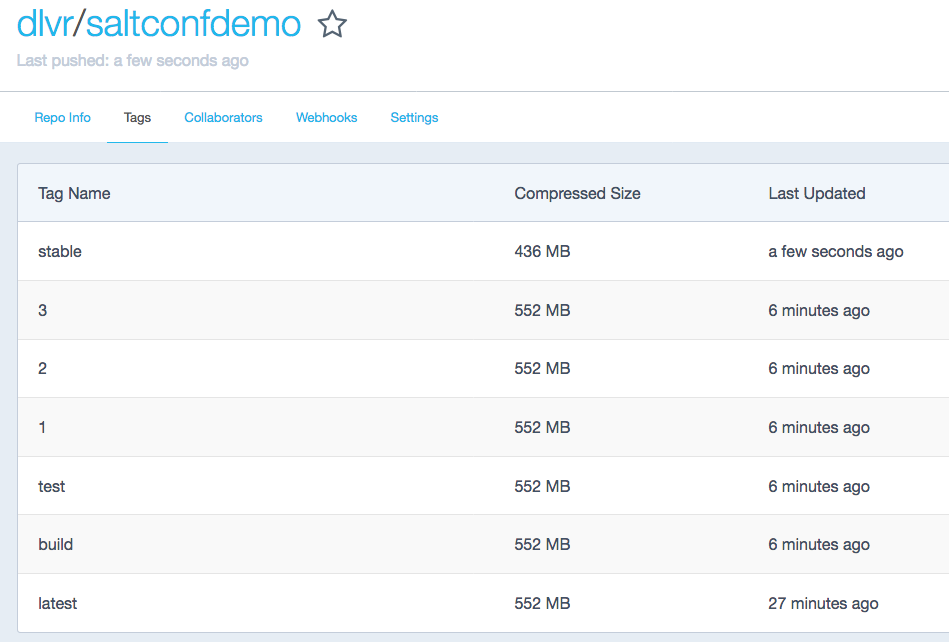 dlvr/saltconfdemo
Last pushed: a few seconds ago
Repo Info Tags Collaborators Webhooks Settings
Tag Name Compressed Size Last Updated
stable 436 MB a few seconds ago
3 552 MB 6 minutes ago
2 552 MB 6 minutes ago
1 552 MB 6 minutes ago
test 552 MB 6 minutes ago
build 552 MB 6 minutes ago
latest 552 MB 27 minutes ago